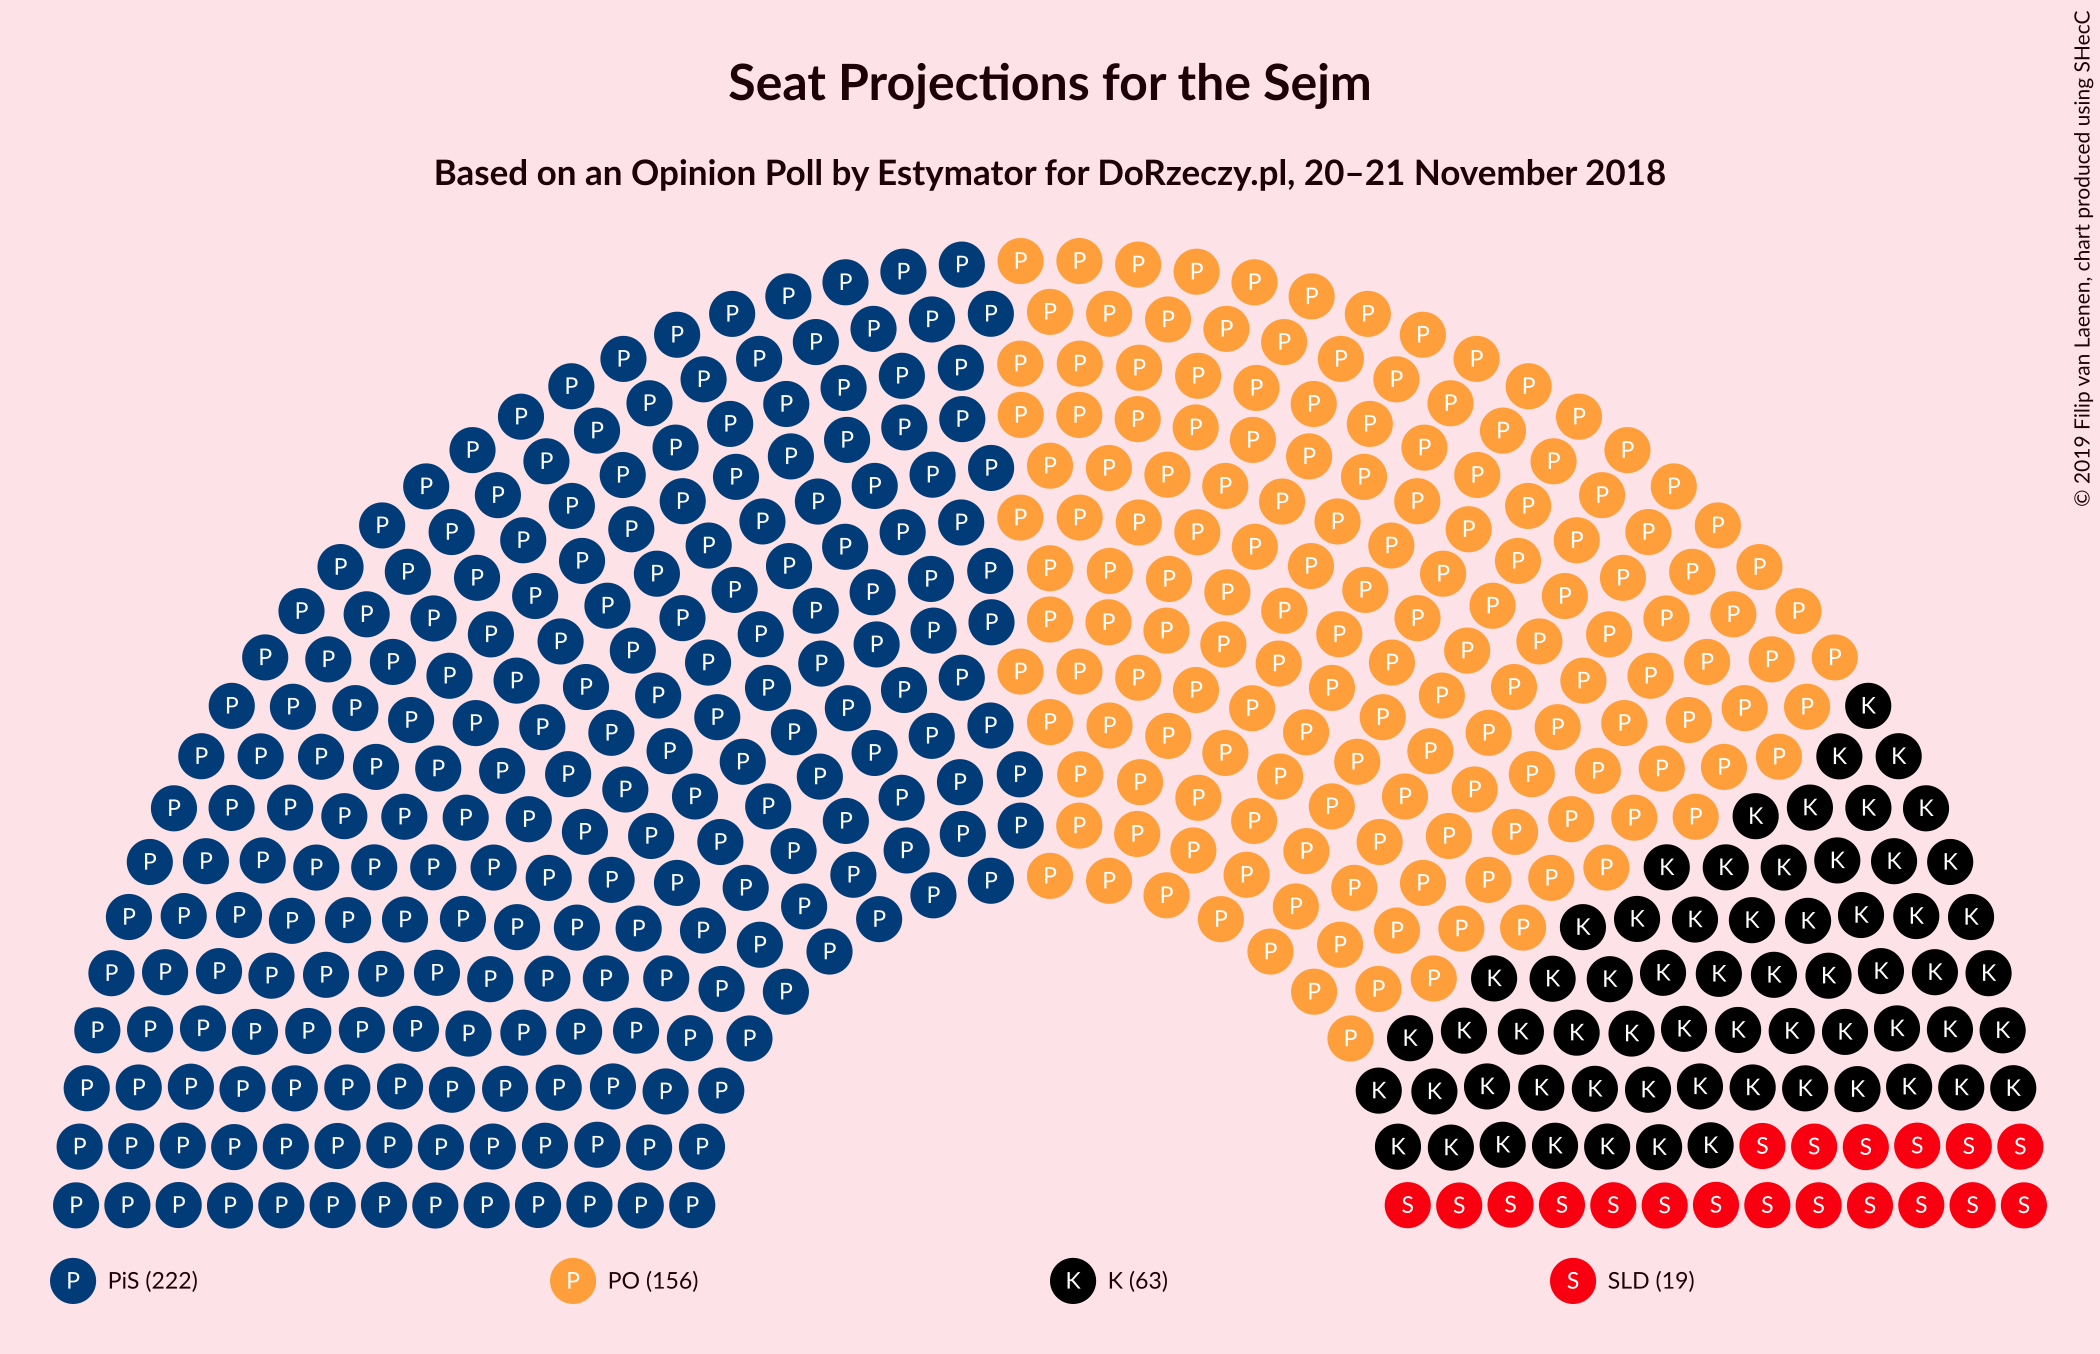 Seat Projections for the Sejm
Based on an Opinion Poll by Estymator for DoRzeczy.pl, 20–21 November 2018
© 2019 Filip van Laenen, chart produced using SHecC
P PiS (222)
P PO (156)
K K (63)
S SLD (19)